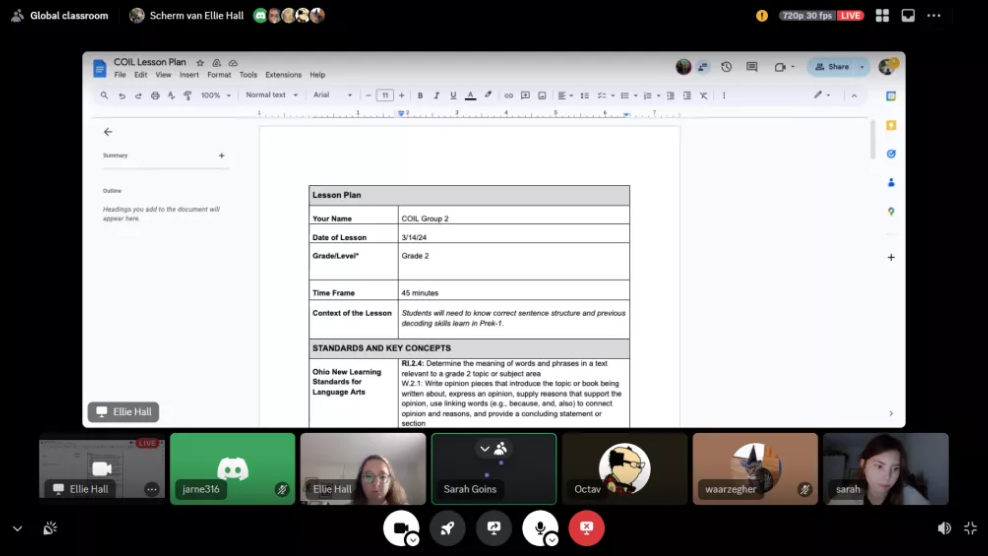 Global classroom
Scherm van Ellie Hall
720p 30 fps LIVE
COIL Lesson Plan
File Edit View Insert Format Tools Extensions Help
Share
100% Normal text Arial 11
1 1 2 3 4 5 6 7
Summary
Outline
Headings you add to the document will
appear here.
Lesson Plan
Your Name COIL Group 2
Date of Lesson 3/14/24
Grade/Level* Grade 2
Time Frame 45 minutes
Context of the Lesson Students will need to know correct sentence structure and previous
decoding skills learn in Prek-1.
STANDARDS AND KEY CONCEPTS
Ohio New Learning
Standards for
Language Arts
RI.2.4: Determine the meaning of words and phrases in a text
relevant to a grade 2 topic or subject area
W.2.1: Write opinion pieces that introduce the topic or book being
written about, express an opinion, supply reasons that support the
opinion, use linking words (e.g., because, and, also) to connect
opinion and reasons, and provide a concluding statement or
section
Ellie Hall
LIVE
Ellie Hall
jarne316
Ellie Hall
Sarah Goins
Octav
waarzegher
sarah